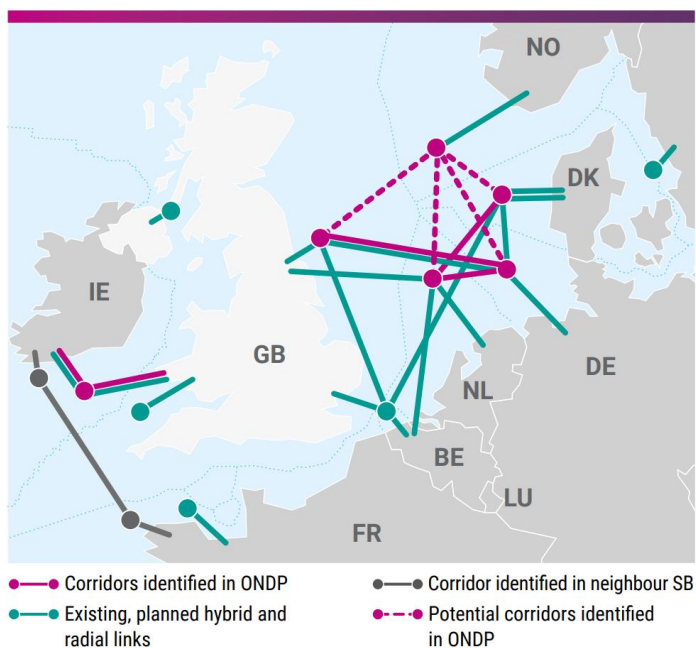 NO
DK
IE
GB
DE
NL
BE
LU
FR
Corridors identified in ONDP
Existing, planned hybrid and
radial links
Corridor identified in neighbour SB
Potential corridors identified
in ONDP